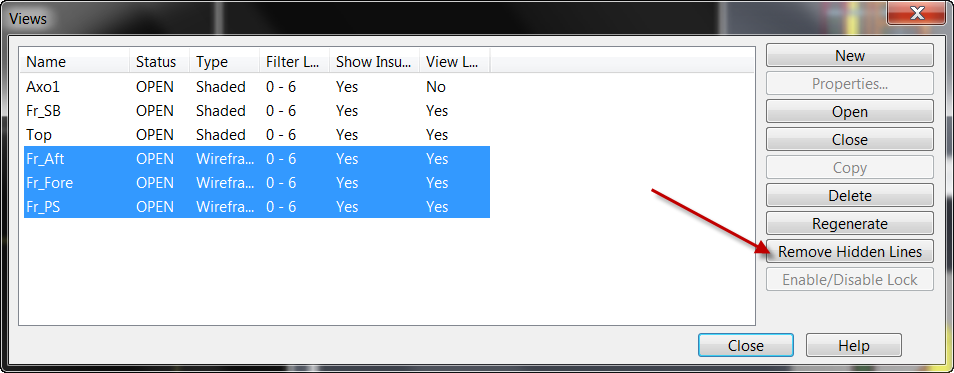 Views
Name Status Type Filter L... Show Insu... View L...
Axo1 OPEN Shaded 0 - 6 Yes No
Fr_SB OPEN Shaded 0 - 6 Yes Yes
Top OPEN Shaded 0 - 6 Yes Yes
Fr_Aft OPEN Wirefra... 0 - 6 Yes Yes
Fr_Fore OPEN Wirefra... 0 - 6 Yes Yes
Fr_PS OPEN Wirefra... 0 - 6 Yes Yes
New
Properties...
Open
Close
Copy
Delete
Regenerate
Remove Hidden Lines
Enable/Disable Lock
Close Help